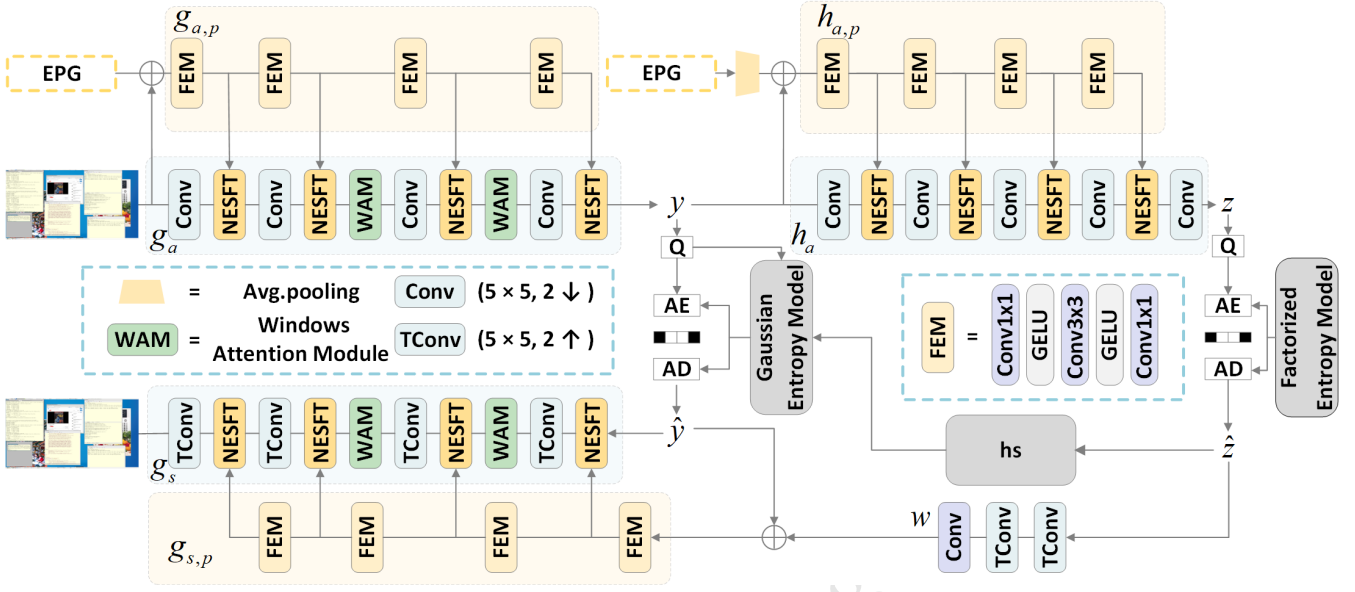 g_{a,p}
EPG
FEM
FEM
FEM
FEM
h_{a,p}
EPG
FEM
FEM
FEM
FEM
g_a
Conv
NESFT
Conv
NESFT
WAM
Conv
NESFT
WAM
Conv
NESFT
y
h_a
Conv
NESFT
Conv
NESFT
Conv
NESFT
Conv
NESFT
Conv
z
Q
Q
= Avg.pooling
Conv (5 × 5, 2 ↓)
WAM = Windows
Attention Module
TConv (5 × 5, 2 ↑)
AE
AD
Gaussian
Entropy Model
FEM =
Conv1x1
GELU
Conv3x3
GELU
Conv1x1
AE
AD
Factorized
Entropy Model
g_s
TConv
NESFT
TConv
NESFT
WAM
TConv
NESFT
WAM
TConv
NESFT
ŷ
hs
ẑ
g_{s,p}
FEM
FEM
FEM
FEM
w
Conv
TConv
TConv